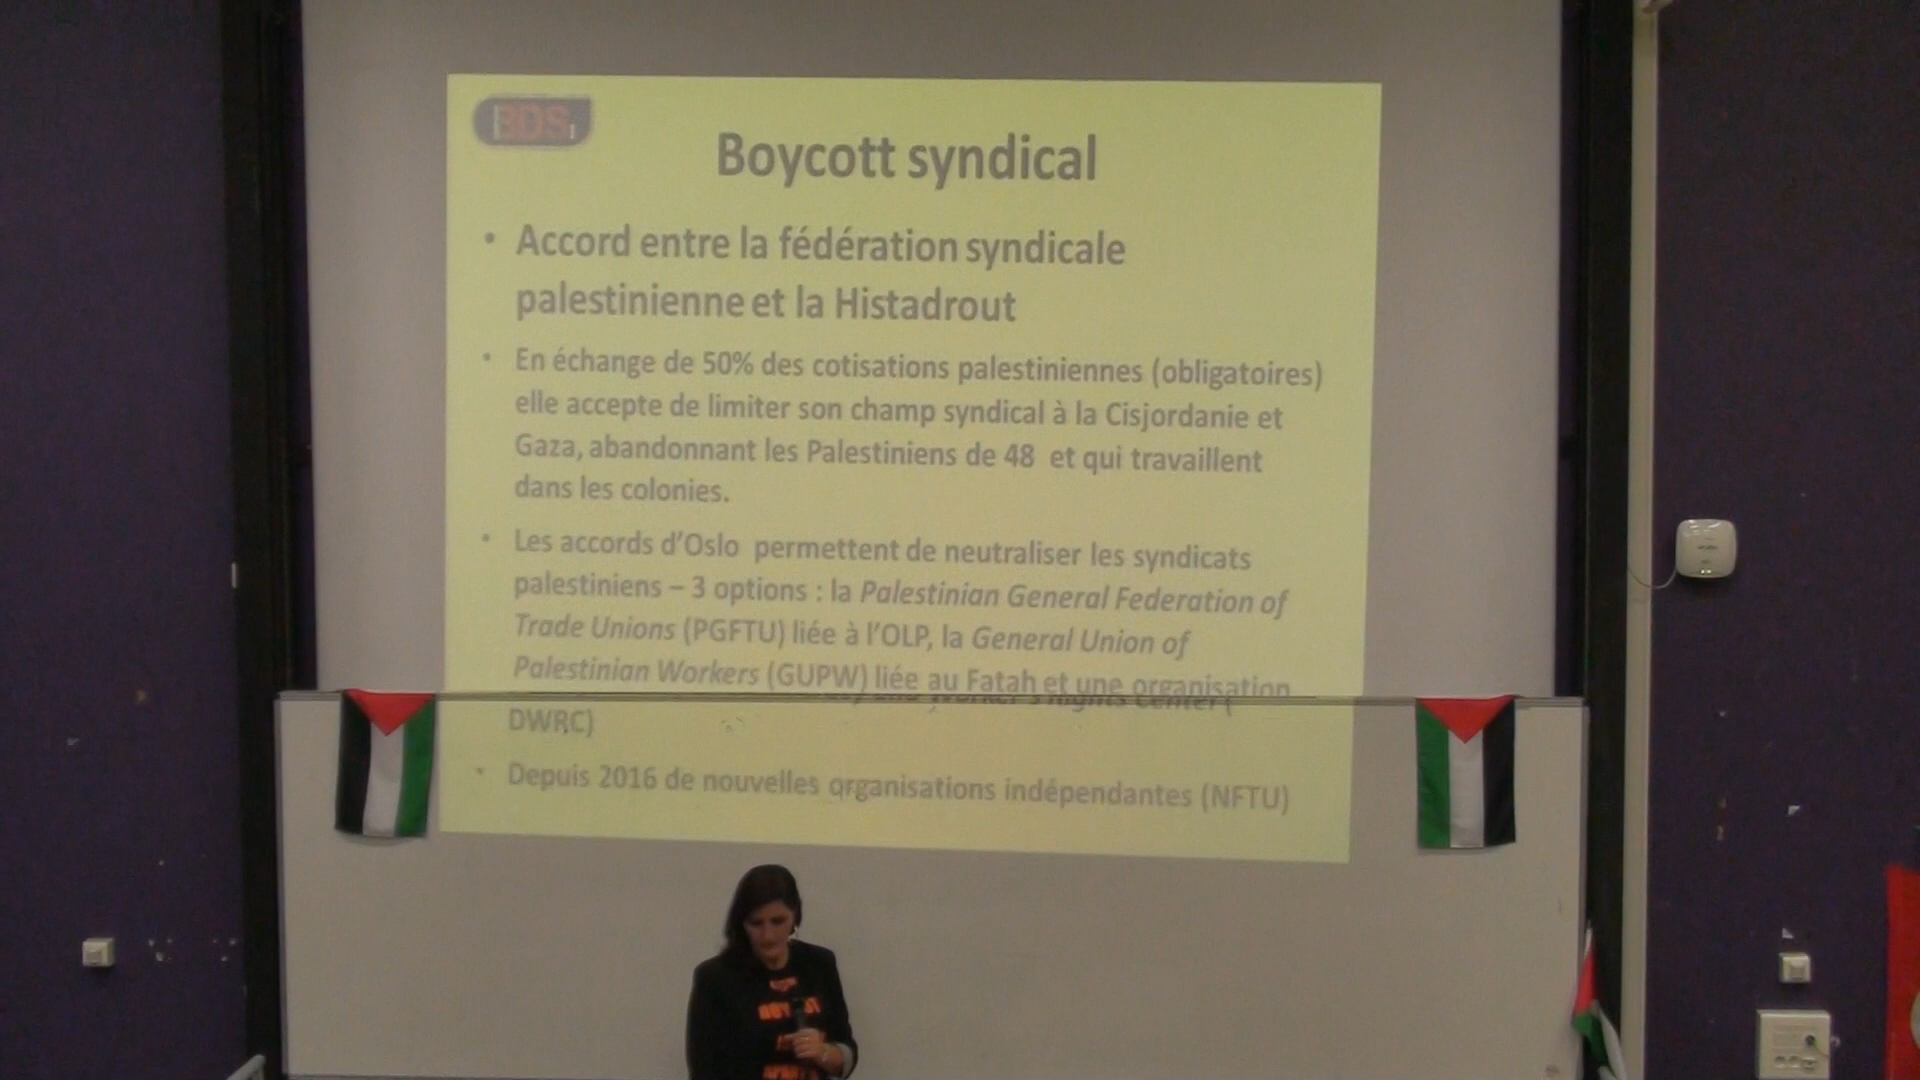 BDS
Boycott syndical
• Accord entre la fédération syndicale
palestinienne et la Histadrout
• En échange de 50% des cotisations palestiniennes (obligatoires)
elle accepte de limiter son champ syndical à la Cisjordanie et
Gaza, abandonnant les Palestiniens de 48 et qui travaillent
dans les colonies.
• Les accords d’Oslo permettent de neutraliser les syndicats
palestiniens – 3 options : la Palestinian General Federation of
Trade Unions (PGFTU) liée à l’OLP, la General Union of
Palestinian Workers (GUPW) liée au Fatah et une organisation
Worker's Rights Center (
DWRC)
• Depuis 2016 de nouvelles organisations indépendantes (NFTU)